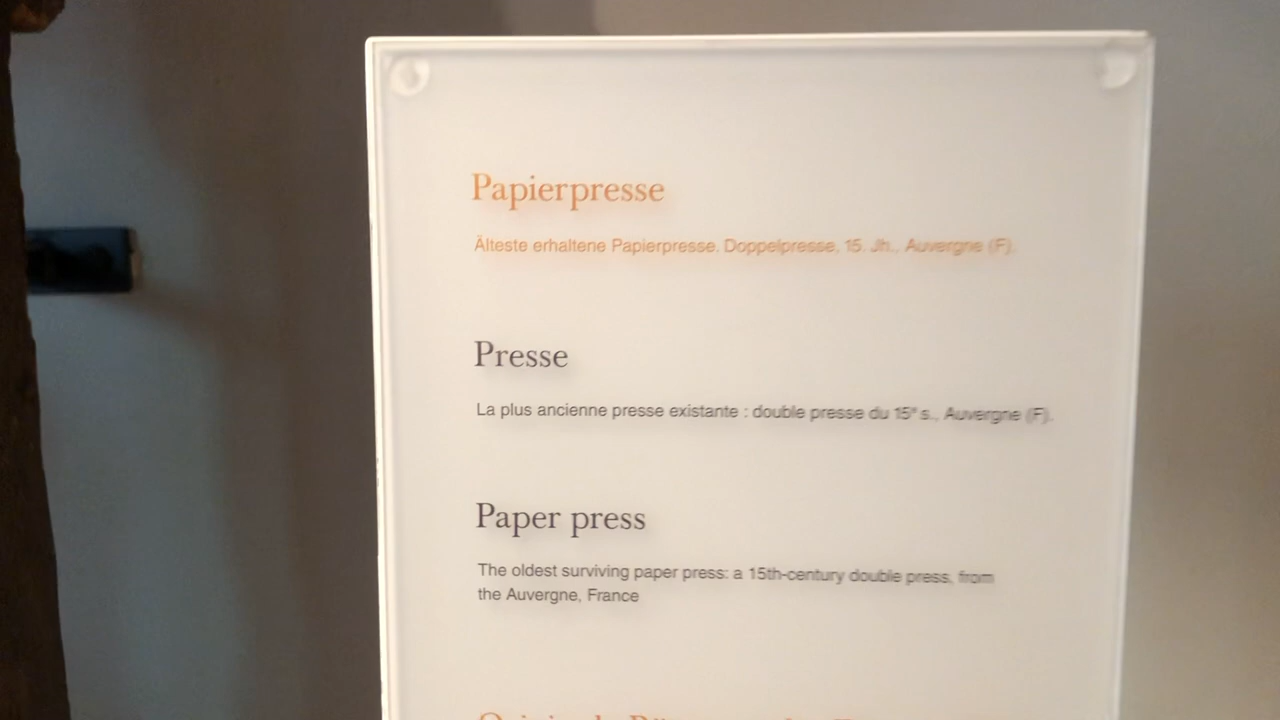 Papierpresse
Älteste erhaltene Papierpresse. Doppelpresse, 15. Jh., Auvergne (F).
Presse
La plus ancienne presse existante : double presse du 15e s., Auvergne (F).
Paper press
The oldest surviving paper press: a 15th-century double press, from
the Auvergne, France